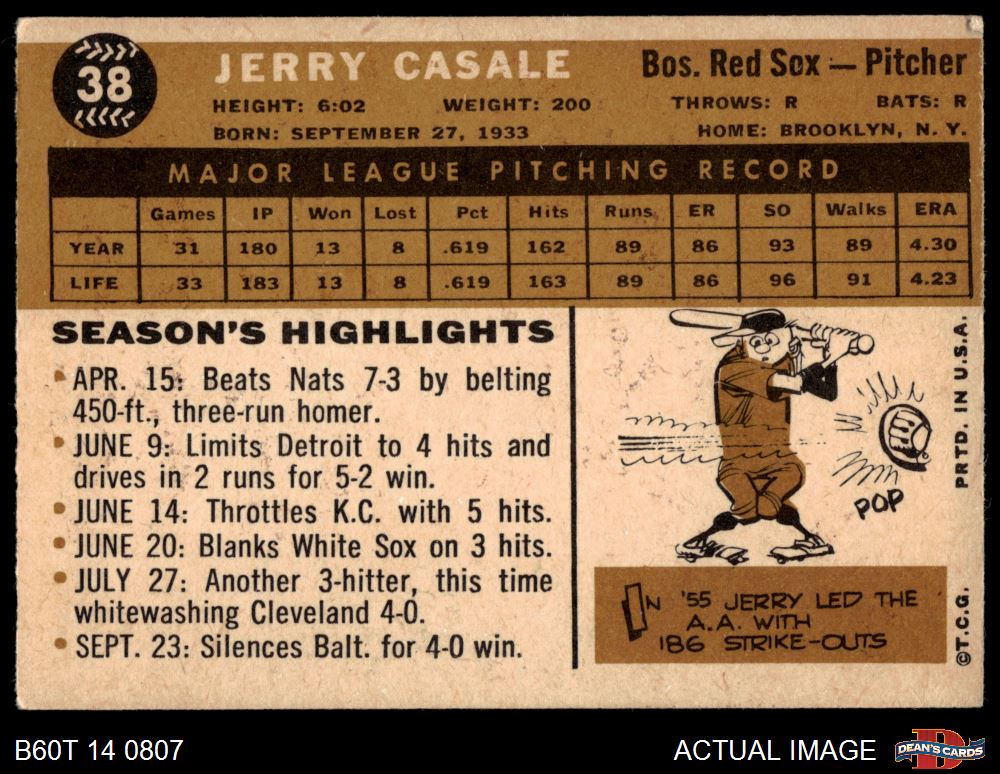 38
JERRY CASALE
Bos. Red Sox — Pitcher
HEIGHT: 6:02 WEIGHT: 200 THROWS: R BATS: R
BORN: SEPTEMBER 27, 1933 HOME: BROOKLYN, N. Y.
MAJOR LEAGUE PITCHING RECORD
Games IP Won Lost Pct Hits Runs ER SO Walks ERA
YEAR 31 180 13 8 .619 162 89 86 93 89 4.30
LIFE 33 183 13 8 .619 163 89 86 96 91 4.23
SEASON'S HIGHLIGHTS
• APR. 15: Beats Nats 7-3 by belting
450-ft., three-run homer.
• JUNE 9: Limits Detroit to 4 hits and
drives in 2 runs for 5-2 win.
• JUNE 14: Throttles K.C. with 5 hits.
• JUNE 20: Blanks White Sox on 3 hits.
• JULY 27: Another 3-hitter, this time
whitewashing Cleveland 4-0.
• SEPT. 23: Silences Balt. for 4-0 win.
POP
IN '55 JERRY LED THE
A.A. WITH
186 STRIKE-OUTS
©T.C.G. PRTD. IN U.S.A.
B60T 14 0807
ACTUAL IMAGE
DEAN'S CARDS